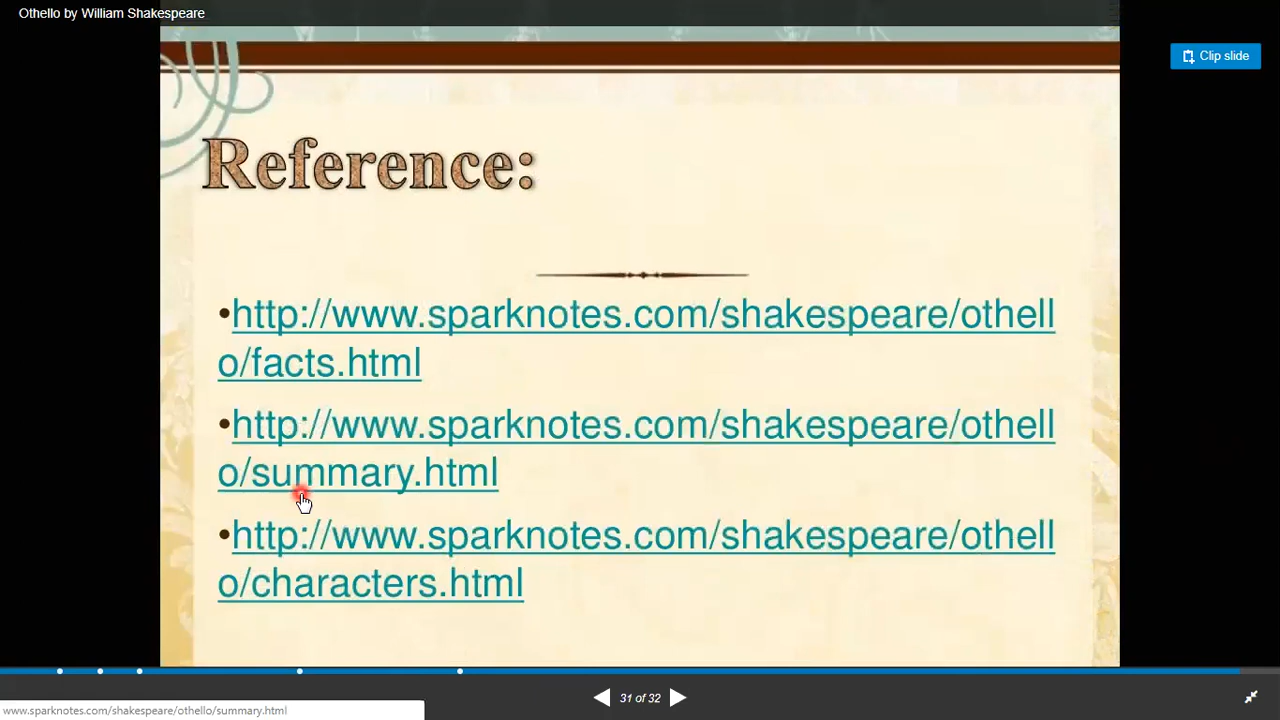 Othello by William Shakespeare
Clip slide
Reference:
•http://www.sparknotes.com/shakespeare/othell
o/facts.html
•http://www.sparknotes.com/shakespeare/othell
o/summary.html
•http://www.sparknotes.com/shakespeare/othell
o/characters.html
31 of 32
www.sparknotes.com/shakespeare/othello/summary.html